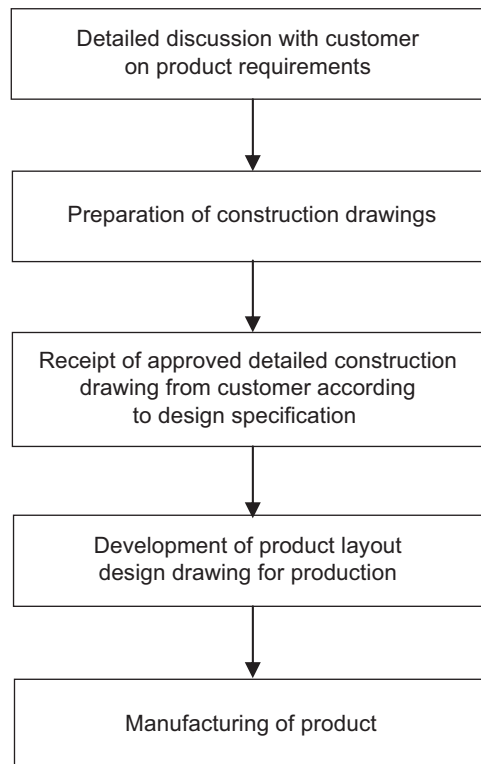 Detailed discussion with customer
on product requirements
Preparation of construction drawings
Receipt of approved detailed construction
drawing from customer according
to design specification
Development of product layout
design drawing for production
Manufacturing of product